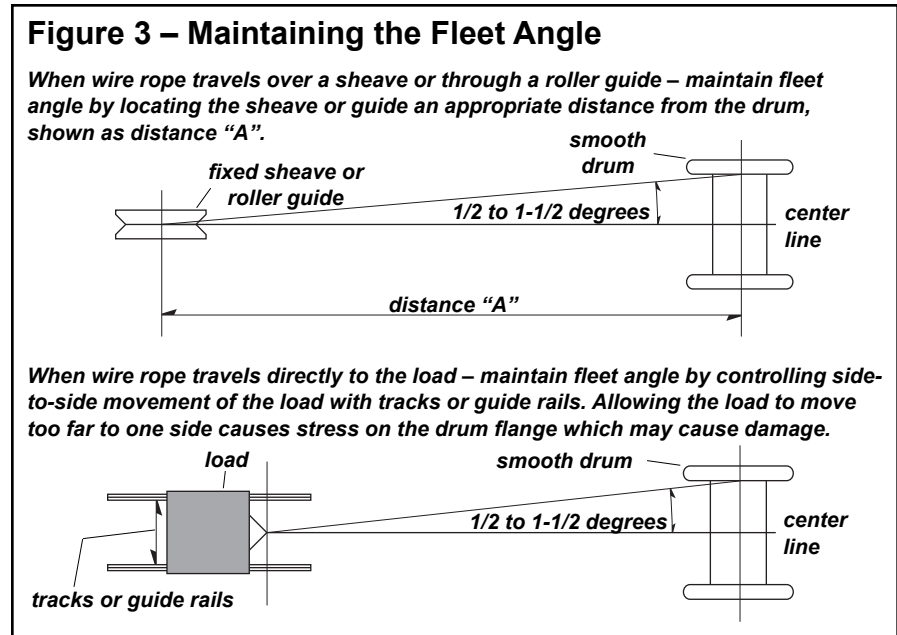 Figure 3 – Maintaining the Fleet Angle
When wire rope travels over a sheave or through a roller guide – maintain fleet
angle by locating the sheave or guide an appropriate distance from the drum,
shown as distance “A”.
smooth
drum
fixed sheave or
roller guide
1/2 to 1-1/2 degrees
center
line
distance “A”
When wire rope travels directly to the load – maintain fleet angle by controlling side-
to-side movement of the load with tracks or guide rails. Allowing the load to move
too far to one side causes stress on the drum flange which may cause damage.
load
smooth drum
1/2 to 1-1/2 degrees
center
line
tracks or guide rails